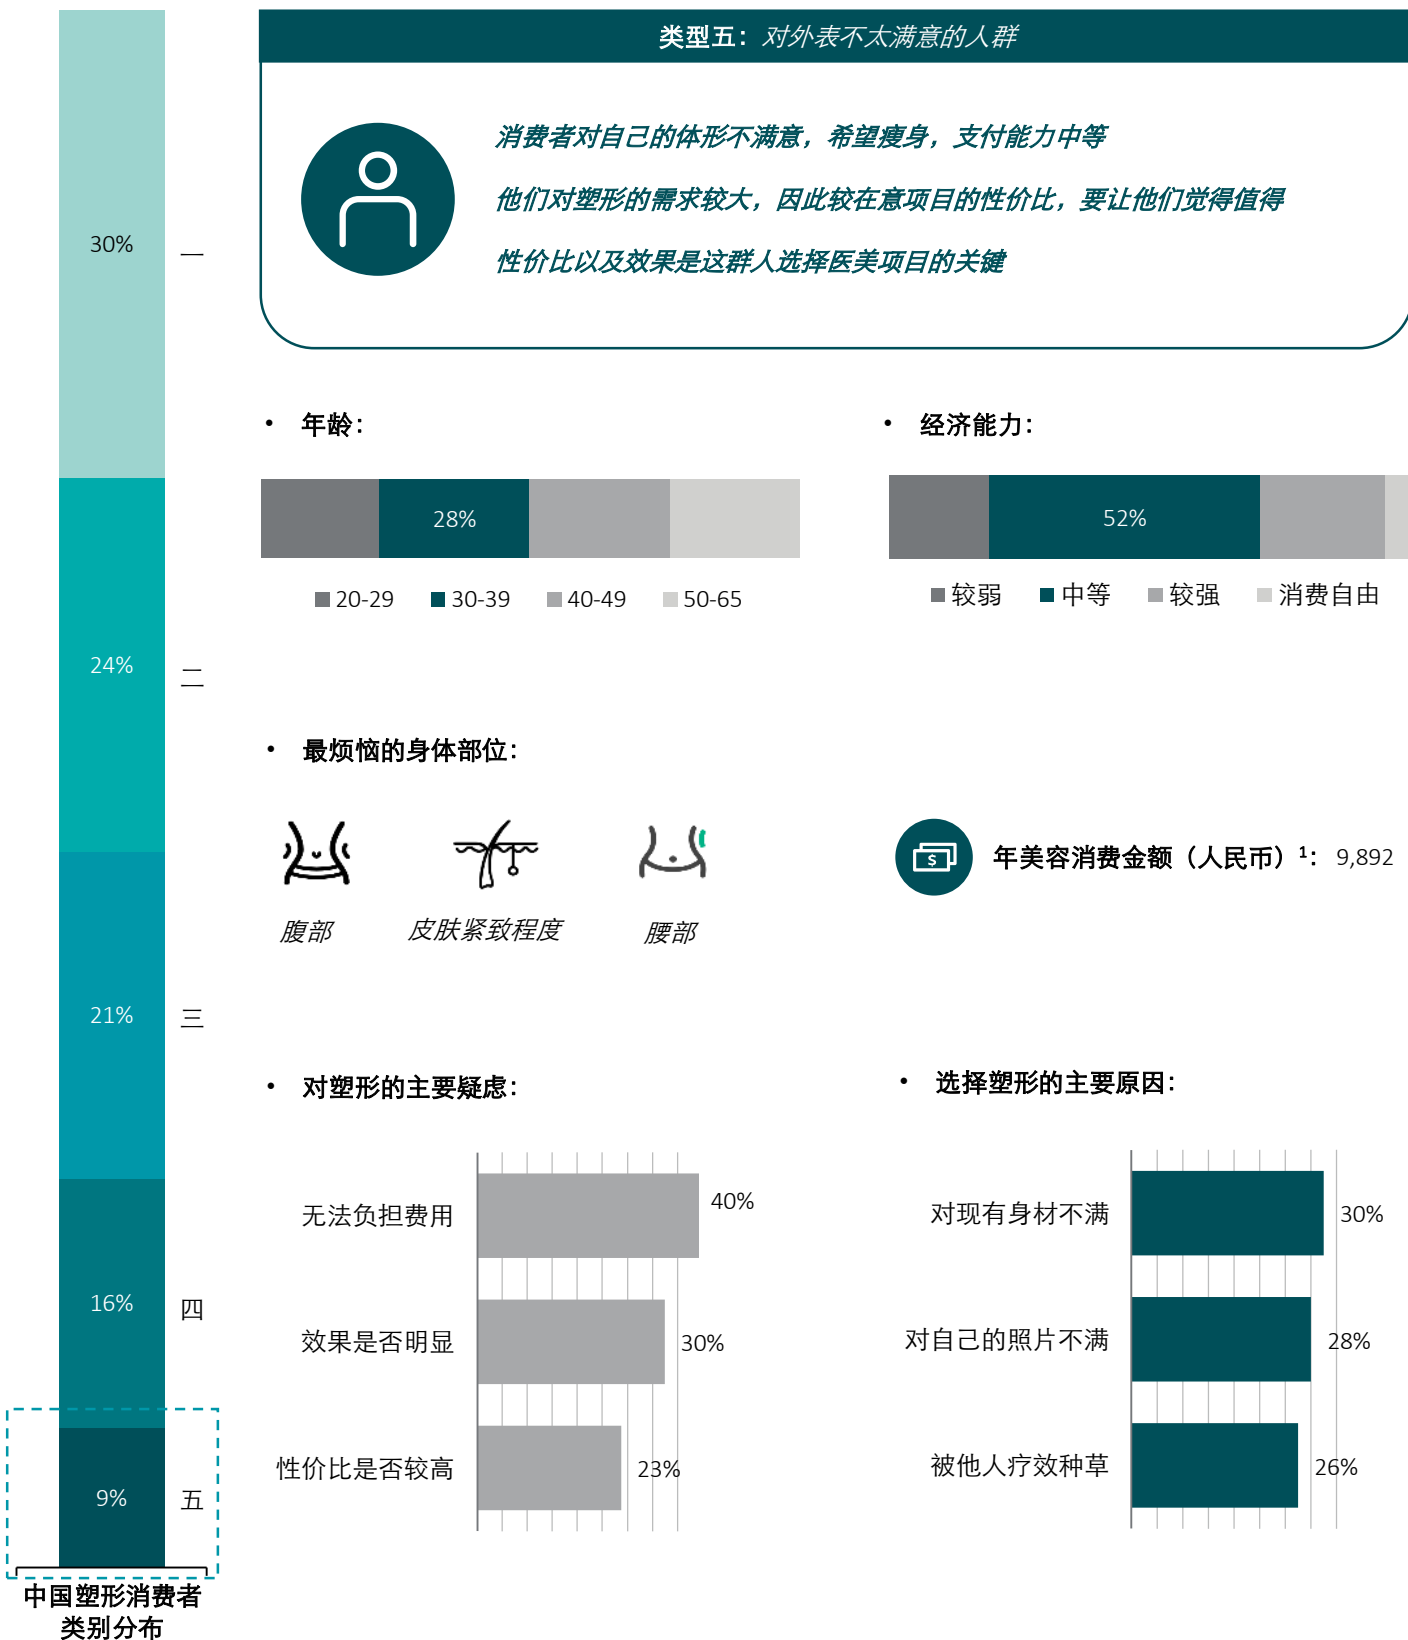 类型五：对外表不太满意的人群
消费者对自己的体形不满意，希望瘦身，支付能力中等
他们对塑形的需求较大，因此较在意项目的性价比，要让他们觉得值得
性价比以及效果是这群人选择医美项目的关键
30%
一
24%
二
21%
三
16%
四
9%
五
中国塑形消费者
类别分布
• 年龄：
28%
20-29 30-39 40-49 50-65
• 经济能力：
52%
较弱 中等 较强 消费自由
• 最烦恼的身体部位：
腹部 皮肤紧致程度 腰部
$
年美容消费金额（人民币）¹： 9,892
• 对塑形的主要疑虑：
无法负担费用 40%
效果是否明显 30%
性价比是否较高 23%
• 选择塑形的主要原因：
对现有身材不满 30%
对自己的照片不满 28%
被他人疗效种草 26%